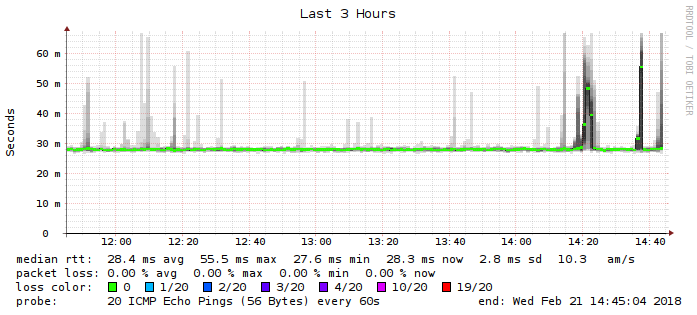 Last 3 Hours
RRDTOOL / TOBI OETIKER
Seconds
60 m
50 m
40 m
30 m
20 m
10 m
0
12:00 12:20 12:40 13:00 13:20 13:40 14:00 14:20 14:40
median rtt: 28.4 ms avg 55.5 ms max 27.6 ms min 28.3 ms now 2.8 ms sd 10.3 am/s
packet loss: 0.00 % avg 0.00 % max 0.00 % min 0.00 % now
loss color: 0 1/20 2/20 3/20 4/20 10/20 19/20
probe: 20 ICMP Echo Pings (56 Bytes) every 60s end: Wed Feb 21 14:45:04 2018